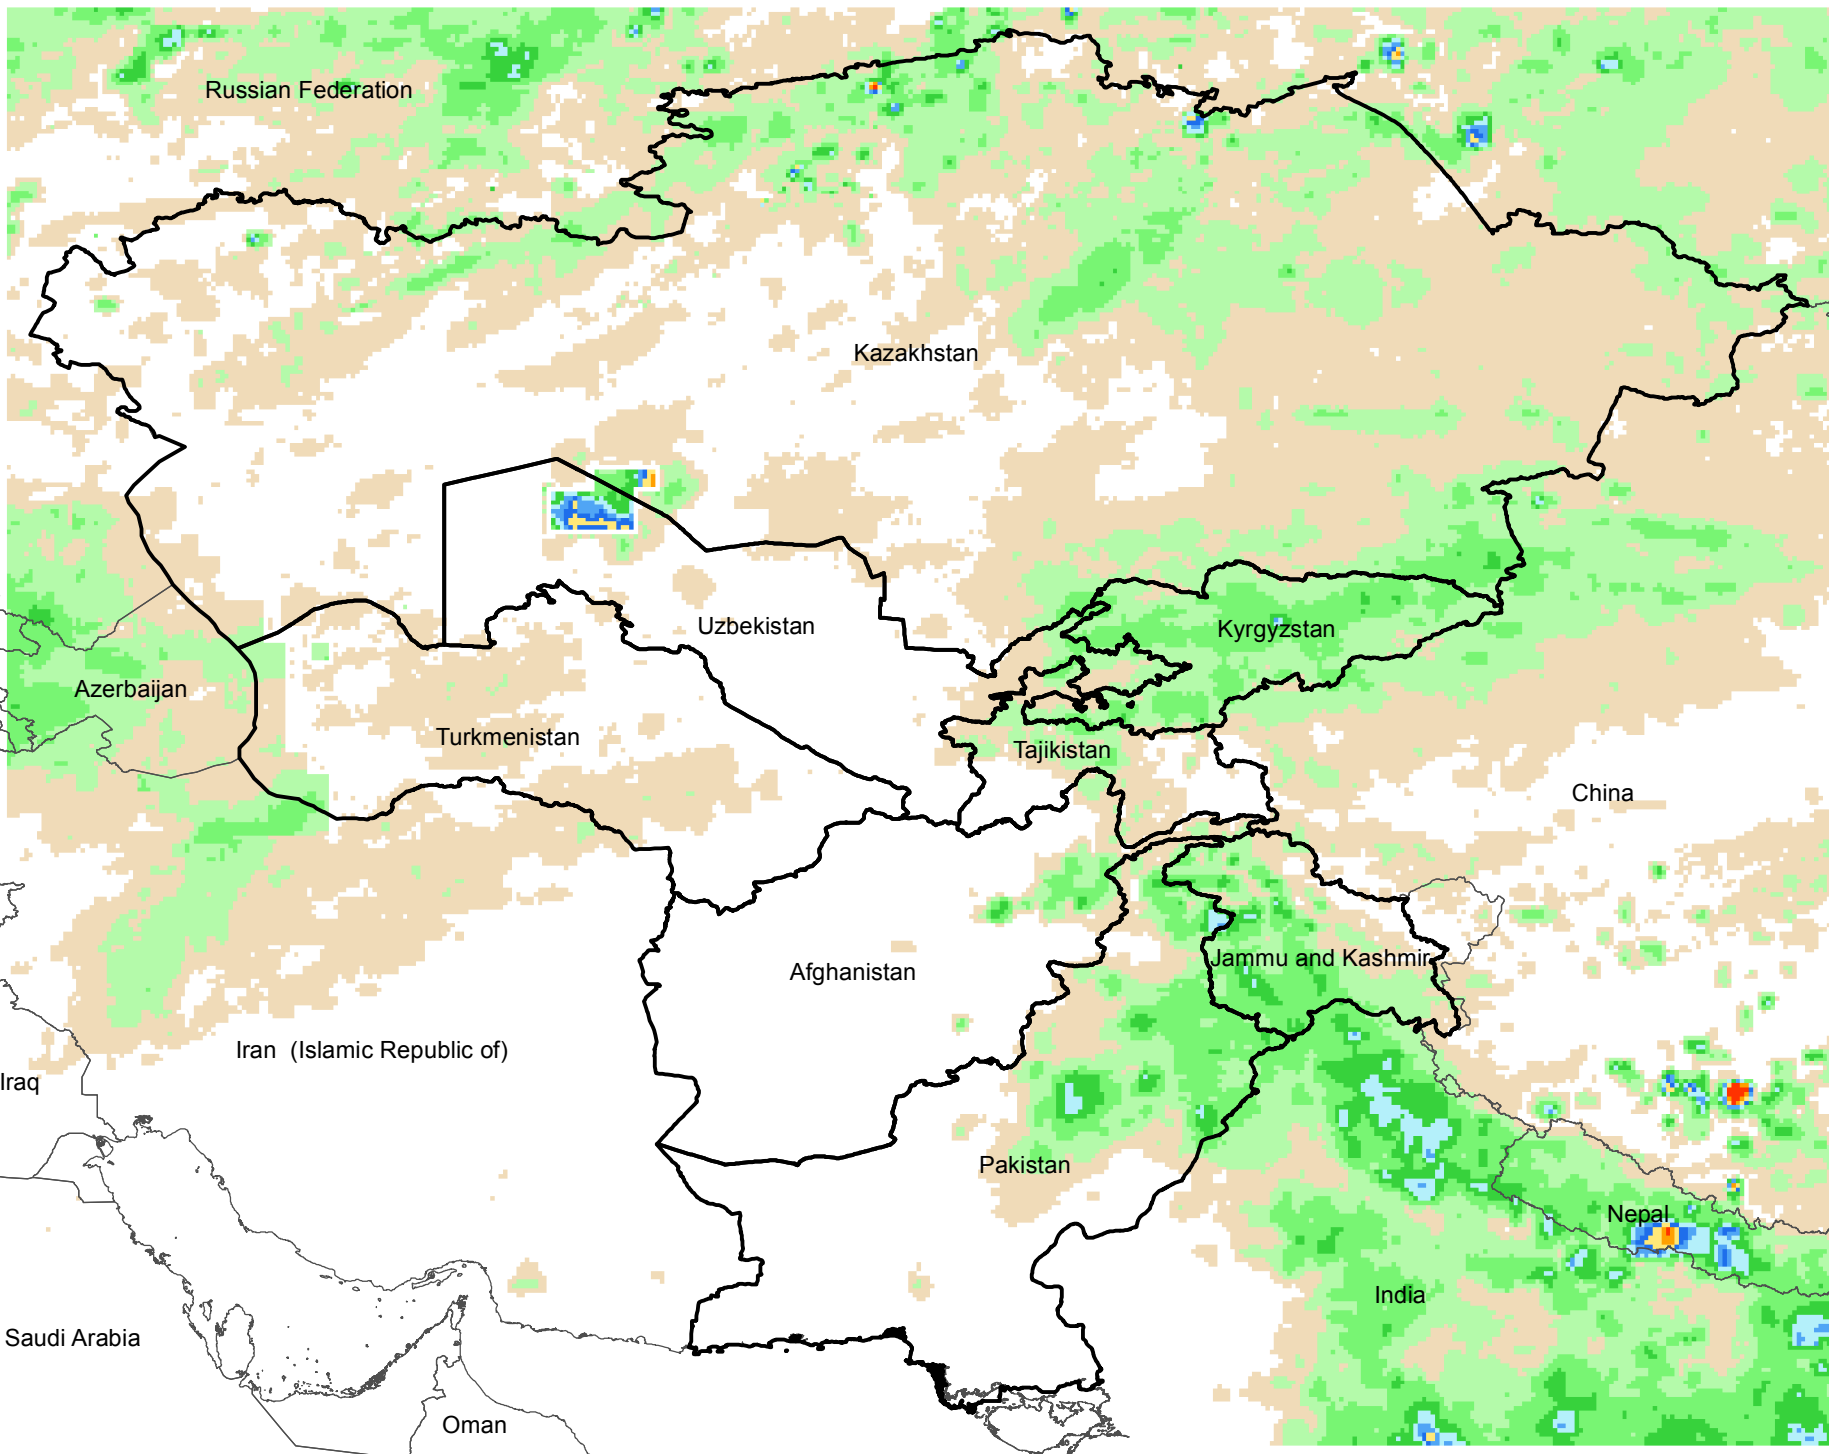 Russian Federation
Kazakhstan
Uzbekistan
Kyrgyzstan
Azerbaijan
Turkmenistan
Tajikistan
China
Afghanistan
Jammu and Kashmir
Iran  (Islamic Republic of)
Iraq
Pakistan
Nepal
India
Saudi Arabia
Oman